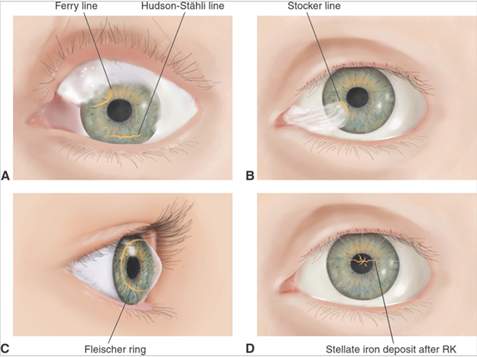 Ferry line
Hudson-Stähli line
Stocker line
A
B
Fleischer ring
Stellate iron deposit after RK
C
D